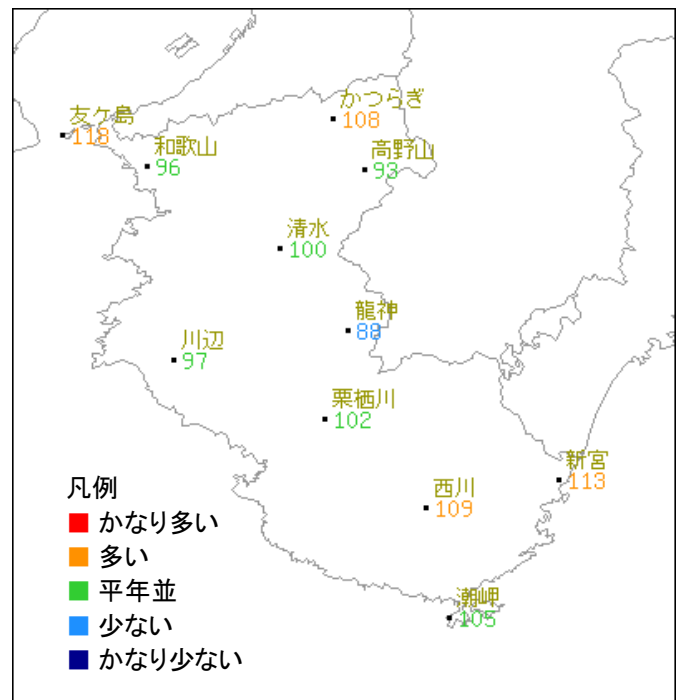 かつらぎ
108
友ケ島
118
和歌山
96
高野山
93
清水
100
龍神
88
川辺
97
栗栖川
102
新宮
113
西川
109
潮岬
105
凡例
かなり多い
多い
平年並
少ない
かなり少ない